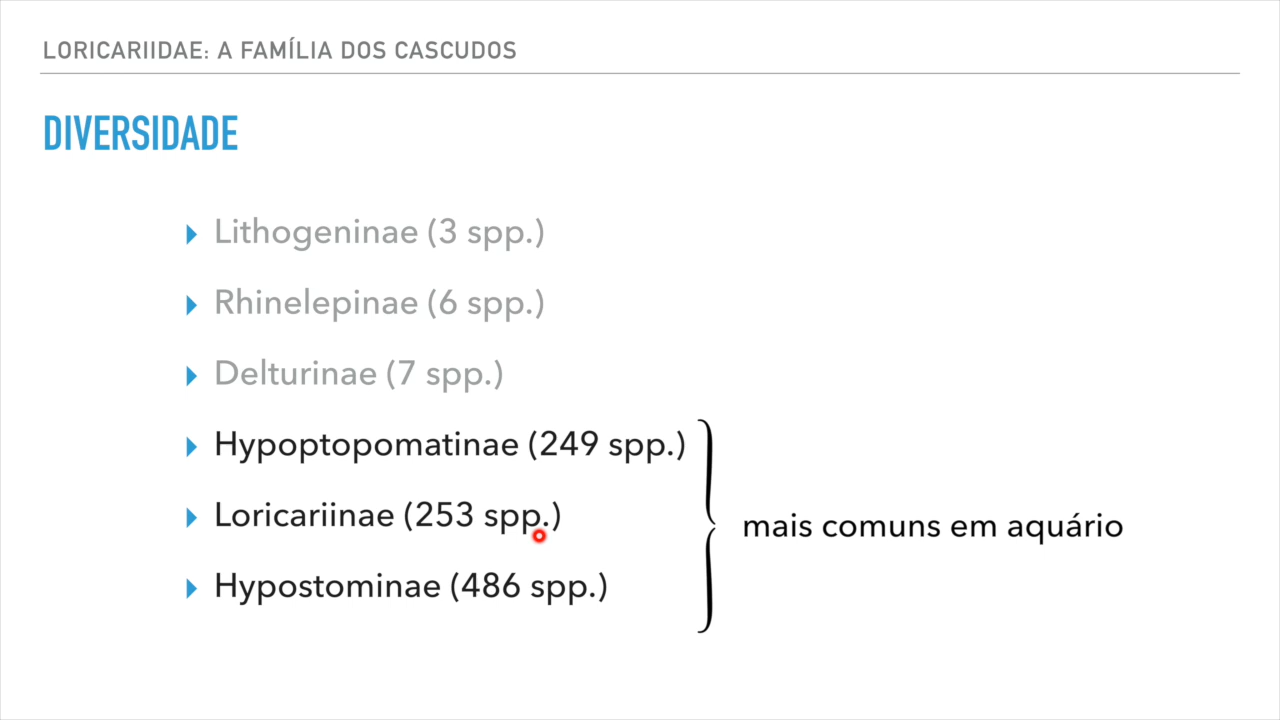 LORICARIIDAE: A FAMÍLIA DOS CASCUDOS
DIVERSIDADE
Lithogeninae (3 spp.)
Rhinelepinae (6 spp.)
Delturinae (7 spp.)
Hypoptopomatinae (249 spp.)
Loricariinae (253 spp.)
mais comuns em aquário
Hypostominae (486 spp.)